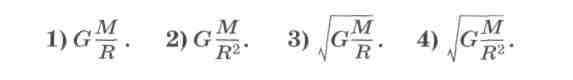 1) G M/R .  2) G M/R².  3) √(G M/R).  4) √(G M/R²).